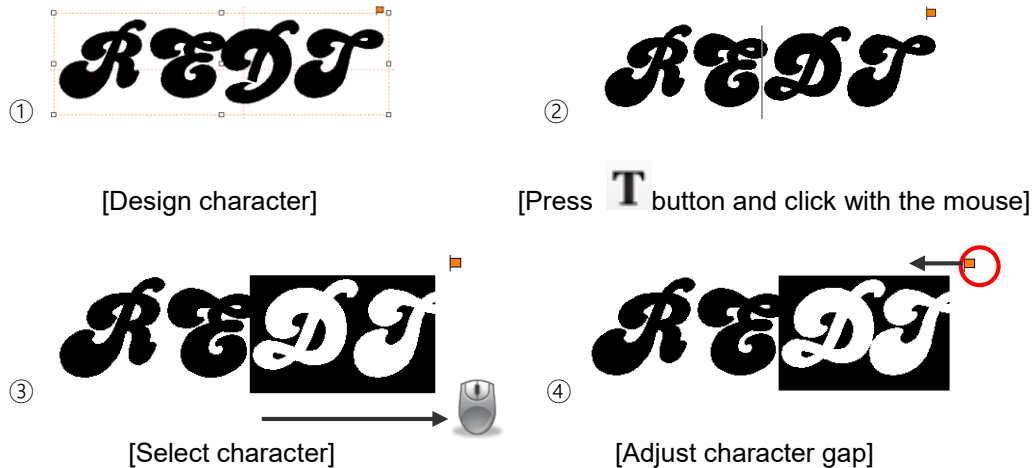 REDT
①
REDT
②
[Design character]
[Press T button and click with the mouse]
REDT
③
REDT
④
[Select character]
[Adjust character gap]